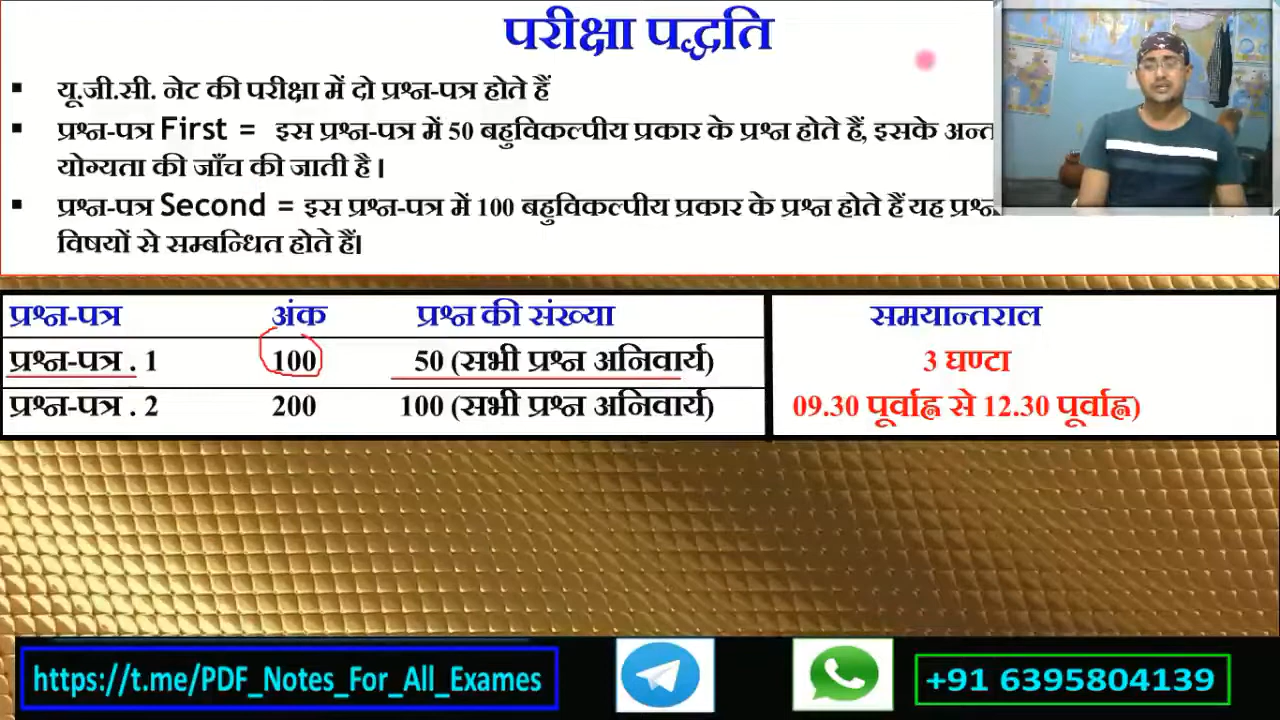 परीक्षा पद्धति
यू.जी.सी. नेट की परीक्षा में दो प्रश्न-पत्र होते हैं
प्रश्न-पत्र First = इस प्रश्न-पत्र में 50 बहुविकल्पीय प्रकार के प्रश्न होते हैं, इसके
योग्यता की जाँच की जाती है।
प्रश्न-पत्र Second = इस प्रश्न-पत्र में 100 बहुविकल्पीय प्रकार के प्रश्न होते हैं यह
विषयों से सम्बन्धित होते हैं।
प्रश्न-पत्र अंक प्रश्न की संख्या समयान्तराल
प्रश्न-पत्र . 1 100 50 (सभी प्रश्न अनिवार्य) 3 घण्टा
प्रश्न-पत्र . 2 200 100 (सभी प्रश्न अनिवार्य) 09.30 पूर्वाह्न से 12.30 पूर्वाह्न)
https://t.me/PDF_Notes_For_All_Exames
+91 6395804139